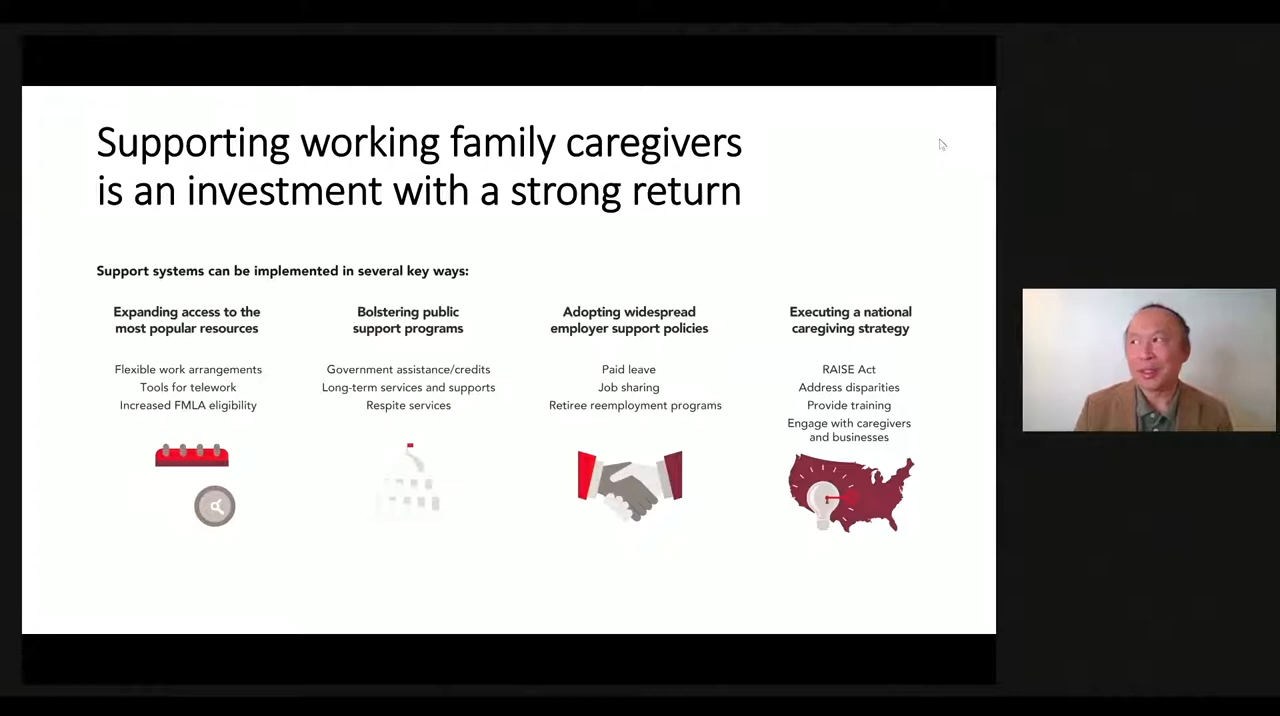 Supporting working family caregivers
is an investment with a strong return
Support systems can be implemented in several key ways:
Expanding access to the
most popular resources
Flexible work arrangements
Tools for telework
Increased FMLA eligibility
Bolstering public
support programs
Government assistance/credits
Long-term services and supports
Respite services
Adopting widespread
employer support policies
Paid leave
Job sharing
Retiree reemployment programs
Executing a national
caregiving strategy
RAISE Act
Address disparities
Provide training
Engage with caregivers
and businesses